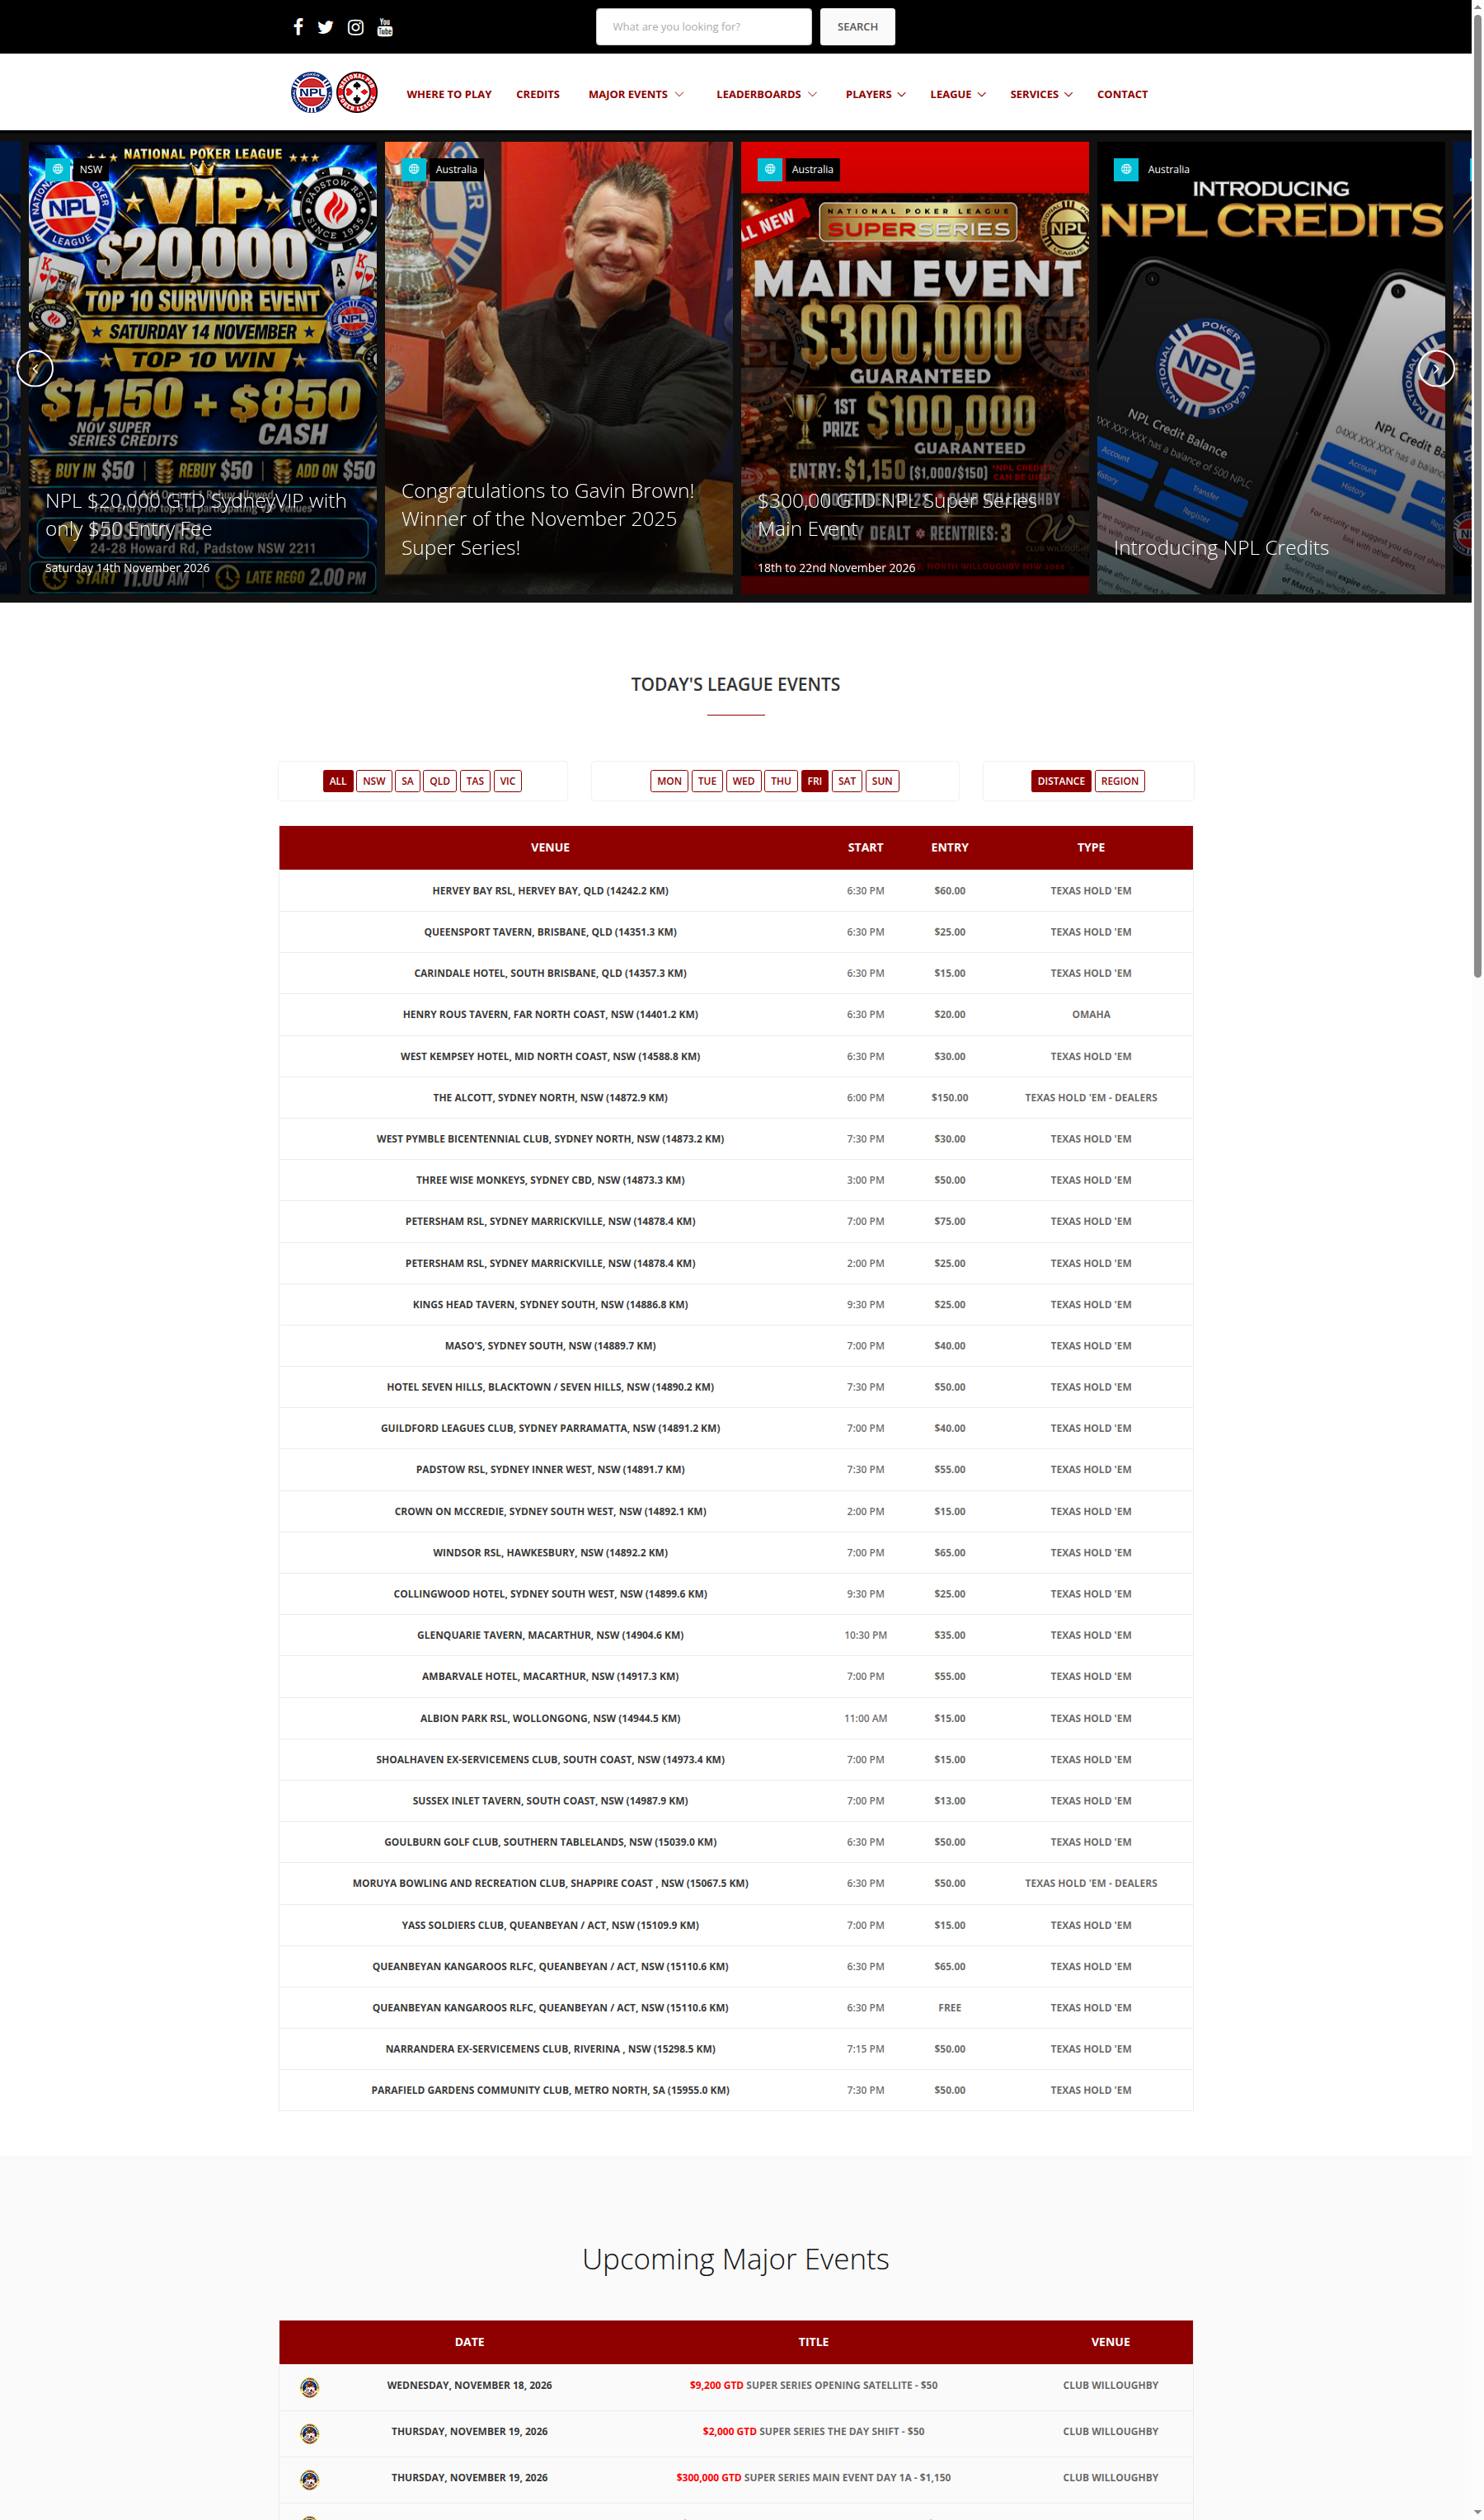 What are you looking for?
SEARCH
NPL
WHERE TO PLAY
CREDITS
MAJOR EVENTS
LEADERBOARDS
PLAYERS
LEAGUE
SERVICES
CONTACT
NSW
NATIONAL POKER LEAGUE
NPL
LEAGUE
VIP
PADSTOW RSL
SINCE 1955
$20,000
TOP 10 SURVIVOR EVENT
SATURDAY 14 NOVEMBER
TOP 10 WIN
$1,150 + $850
NOV SUPER
SERIES CREDITS
CASH
BUY IN $50
REBUY $50
ADD ON $50
NPL $20,000 GTD SydneyVIP with
only $50 Entry Fee
24-28 Howard Rd, Padstow NSW 2211
Saturday 14th November 2026
START 11.00 AM
LATE REGO 2.00 PM
Australia
Congratulations to Gavin Brown!
Winner of the November 2025
Super Series!
Australia
LL NEW
NATIONAL POKER LEAGUE
SUPERSERIES
NPL
MAIN EVENT
$300,000
GUARANTEED
1ST
PRIZE
$100,000
GUARANTEED
ENTRY: $1,150 [$1,000/$150]
*NPL CREDITS
CAN BE USED
$300,00 GTD NPL Super Series
Main Event
DEALT
REENTRIES: 3
CLUB WILLOUGHBY
18th to 22nd November 2026
Australia
INTRODUCING
NPL CREDITS
POKER
NPL
LEAGUE
NPL Credit Balance
04XX XXX XXX has a balance of 500 NPLC
Account
Transfer
History
Register
Introducing NPL Credits
TODAY'S LEAGUE EVENTS
ALL NSW SA QLD TAS VIC
MON TUE WED THU FRI SAT SUN
DISTANCE REGION
VENUE START ENTRY TYPE
HERVEY BAY RSL, HERVEY BAY, QLD (14242.2 KM) 6:30 PM $60.00 TEXAS HOLD 'EM
QUEENSPORT TAVERN, BRISBANE, QLD (14351.3 KM) 6:30 PM $25.00 TEXAS HOLD 'EM
CARINDALE HOTEL, SOUTH BRISBANE, QLD (14357.3 KM) 6:30 PM $15.00 TEXAS HOLD 'EM
HENRY ROUS TAVERN, FAR NORTH COAST, NSW (14401.2 KM) 6:30 PM $20.00 OMAHA
WEST KEMPSEY HOTEL, MID NORTH COAST, NSW (14588.8 KM) 6:30 PM $30.00 TEXAS HOLD 'EM
THE ALCOTT, SYDNEY NORTH, NSW (14872.9 KM) 6:00 PM $150.00 TEXAS HOLD 'EM - DEALERS
WEST PYMBLE BICENTENNIAL CLUB, SYDNEY NORTH, NSW (14873.2 KM) 7:30 PM $30.00 TEXAS HOLD 'EM
THREE WISE MONKEYS, SYDNEY CBD, NSW (14873.3 KM) 3:00 PM $50.00 TEXAS HOLD 'EM
PETERSHAM RSL, SYDNEY MARRICKVILLE, NSW (14878.4 KM) 7:00 PM $75.00 TEXAS HOLD 'EM
PETERSHAM RSL, SYDNEY MARRICKVILLE, NSW (14878.4 KM) 2:00 PM $25.00 TEXAS HOLD 'EM
KINGS HEAD TAVERN, SYDNEY SOUTH, NSW (14886.8 KM) 9:30 PM $25.00 TEXAS HOLD 'EM
MASO'S, SYDNEY SOUTH, NSW (14889.7 KM) 7:00 PM $40.00 TEXAS HOLD 'EM
HOTEL SEVEN HILLS, BLACKTOWN / SEVEN HILLS, NSW (14890.2 KM) 7:30 PM $50.00 TEXAS HOLD 'EM
GUILDFORD LEAGUES CLUB, SYDNEY PARRAMATTA, NSW (14891.2 KM) 7:00 PM $40.00 TEXAS HOLD 'EM
PADSTOW RSL, SYDNEY INNER WEST, NSW (14891.7 KM) 7:30 PM $55.00 TEXAS HOLD 'EM
CROWN ON MCCREDIE, SYDNEY SOUTH WEST, NSW (14892.1 KM) 2:00 PM $15.00 TEXAS HOLD 'EM
WINDSOR RSL, HAWKESBURY, NSW (14892.2 KM) 7:00 PM $65.00 TEXAS HOLD 'EM
COLLINGWOOD HOTEL, SYDNEY SOUTH WEST, NSW (14899.6 KM) 9:30 PM $25.00 TEXAS HOLD 'EM
GLENQUARIE TAVERN, MACARTHUR, NSW (14904.6 KM) 10:30 PM $35.00 TEXAS HOLD 'EM
AMBARVALE HOTEL, MACARTHUR, NSW (14917.3 KM) 7:00 PM $55.00 TEXAS HOLD 'EM
ALBION PARK RSL, WOLLONGONG, NSW (14944.5 KM) 11:00 AM $15.00 TEXAS HOLD 'EM
SHOALHAVEN EX-SERVICEMENS CLUB, SOUTH COAST, NSW (14973.4 KM) 7:00 PM $15.00 TEXAS HOLD 'EM
SUSSEX INLET TAVERN, SOUTH COAST, NSW (14987.9 KM) 7:00 PM $13.00 TEXAS HOLD 'EM
GOULBURN GOLF CLUB, SOUTHERN TABLELANDS, NSW (15039.0 KM) 6:30 PM $50.00 TEXAS HOLD 'EM
MORUYA BOWLING AND RECREATION CLUB, SHAPPIRE COAST , NSW (15067.5 KM) 6:30 PM $50.00 TEXAS HOLD 'EM - DEALERS
YASS SOLDIERS CLUB, QUEANBEYAN / ACT, NSW (15109.9 KM) 7:00 PM $15.00 TEXAS HOLD 'EM
QUEANBEYAN KANGAROOS RLFC, QUEANBEYAN / ACT, NSW (15110.6 KM) 6:30 PM $65.00 TEXAS HOLD 'EM
QUEANBEYAN KANGAROOS RLFC, QUEANBEYAN / ACT, NSW (15110.6 KM) 6:30 PM FREE TEXAS HOLD 'EM
NARRANDERA EX-SERVICEMENS CLUB, RIVERINA , NSW (15298.5 KM) 7:15 PM $50.00 TEXAS HOLD 'EM
PARAFIELD GARDENS COMMUNITY CLUB, METRO NORTH, SA (15955.0 KM) 7:30 PM $50.00 TEXAS HOLD 'EM
Upcoming Major Events
DATE TITLE VENUE
WEDNESDAY, NOVEMBER 18, 2026 $9,200 GTD SUPER SERIES OPENING SATELLITE - $50 CLUB WILLOUGHBY
THURSDAY, NOVEMBER 19, 2026 $2,000 GTD SUPER SERIES THE DAY SHIFT - $50 CLUB WILLOUGHBY
THURSDAY, NOVEMBER 19, 2026 $300,000 GTD SUPER SERIES MAIN EVENT DAY 1A - $1,150 CLUB WILLOUGHBY